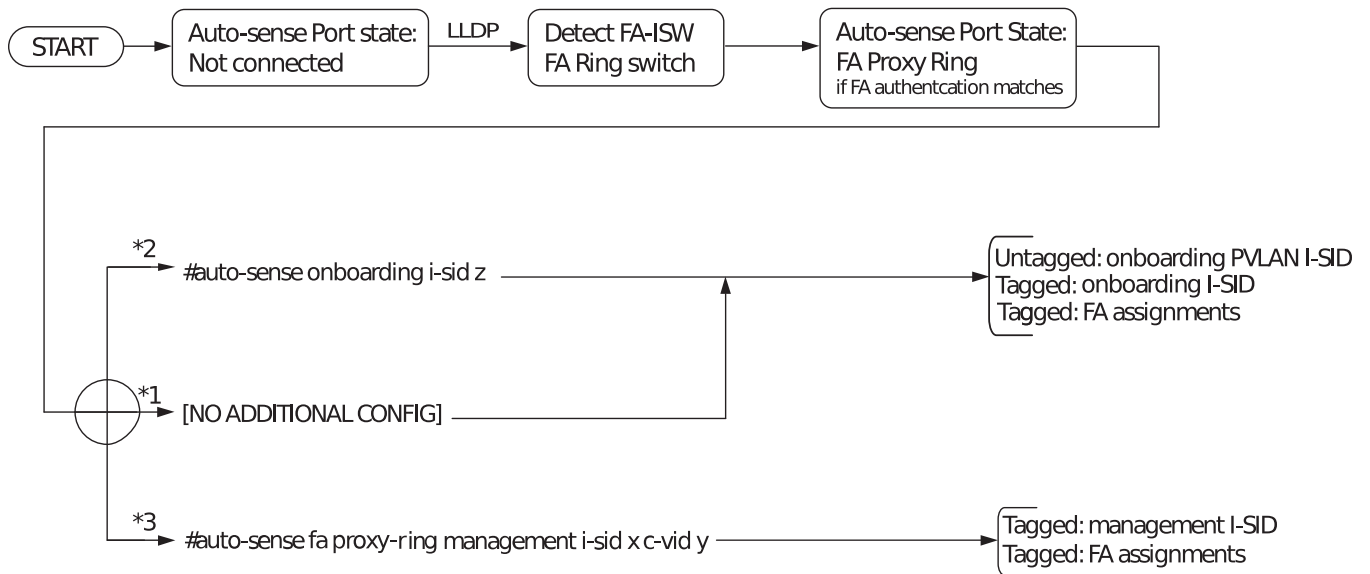 START
Auto-sense Port state:
Not connected
LLDP
Detect FA-ISW
FA Ring switch
Auto-sense Port State:
FA Proxy Ring
if FA authentcation matches
*2
#auto-sense onboarding i-sid z
Untagged: onboarding PVLAN I-SID
Tagged: onboarding I-SID
Tagged: FA assignments
*1
[NO ADDITIONAL CONFIG]
*3
#auto-sense fa proxy-ring management i-sid x c-vid y
Tagged: management I-SID
Tagged: FA assignments